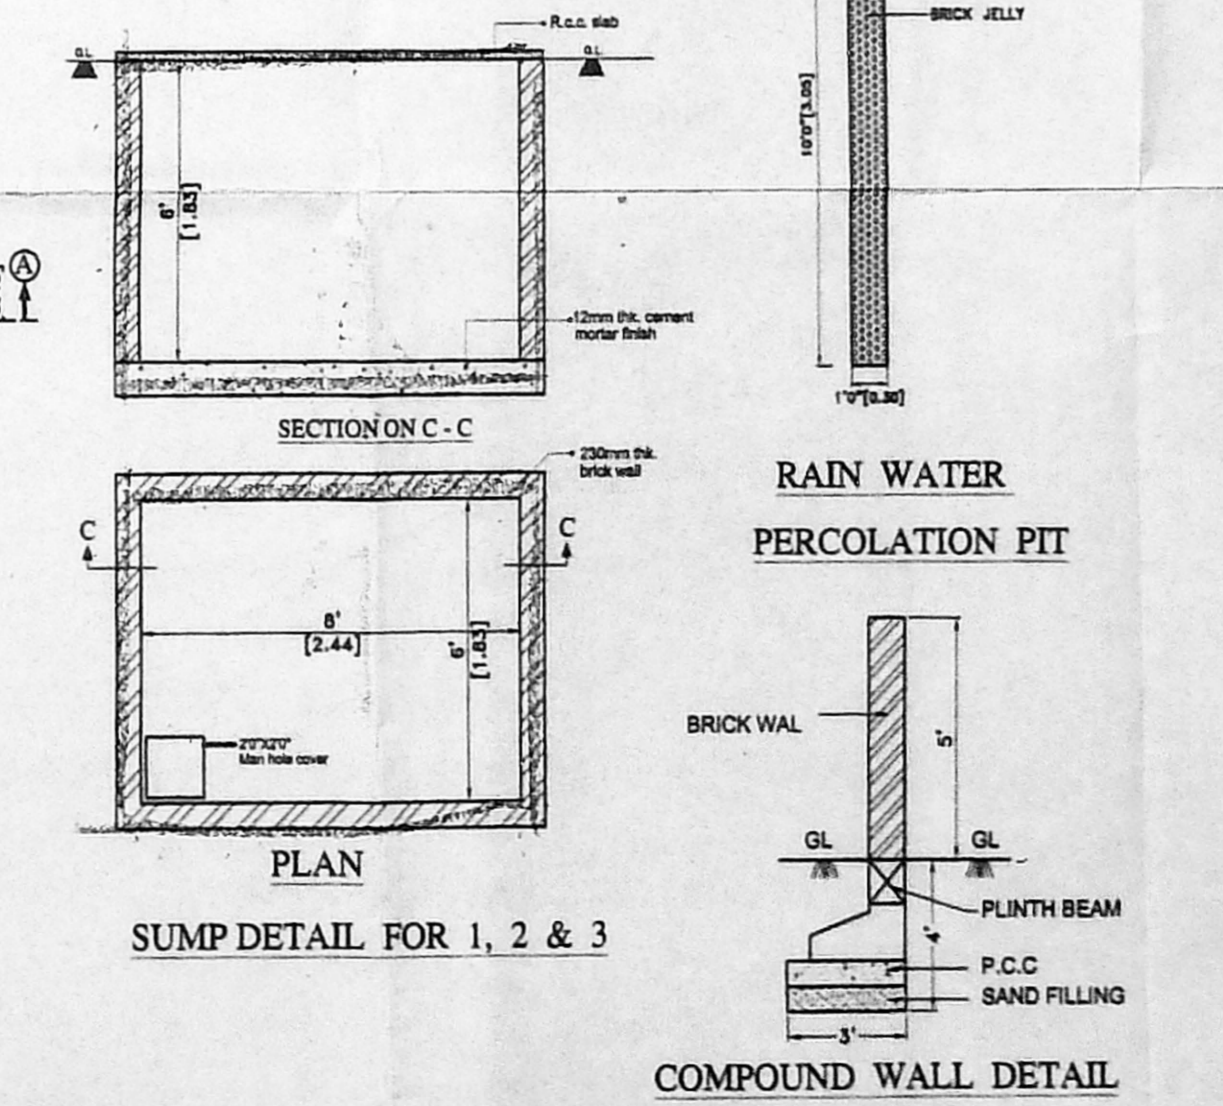 R.c.c. slab
G.L
G.L
6'
[1.83]
A
12mm thk. cement
mortar finish
SECTION ON C - C
BRICK JELLY
10'0"[3.05]
1'0"[0.30]
RAIN WATER
PERCOLATION PIT
230mm thk.
brick wall
C
C
8'
[2.44]
6'
[1.83]
2'0"X2'0"
Man hole cover
PLAN
SUMP DETAIL FOR 1, 2 & 3
BRICK WAL
5'
GL
GL
PLINTH BEAM
4'
P.C.C
SAND FILLING
3'
COMPOUND WALL DETAIL